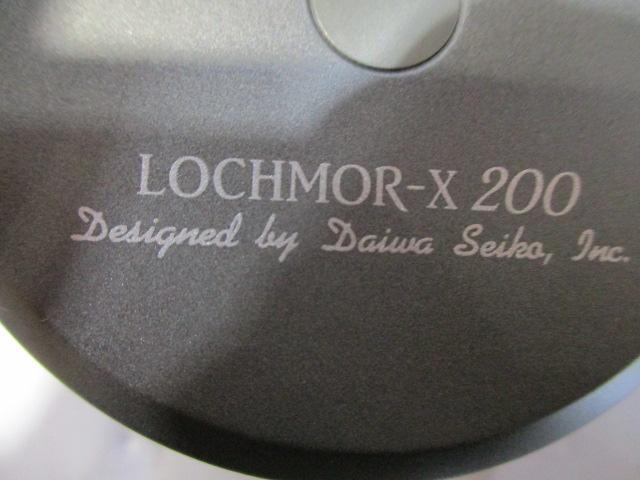 LOCHMOR-X 200
Designed by Daiwa Seiko, Inc.